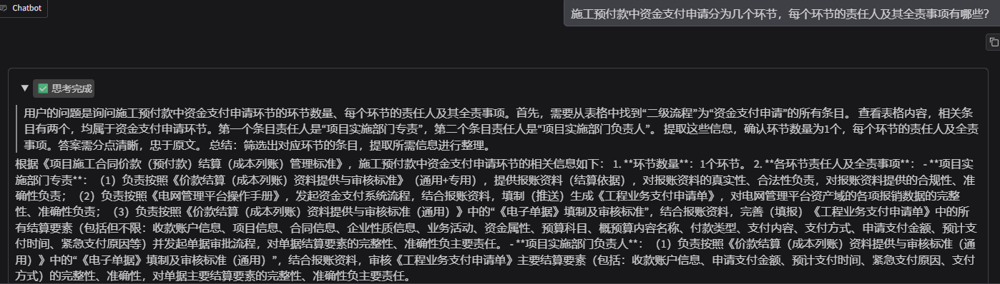 Chatbot
施工预付款中资金支付申请分为几个环节，每个环节的责任人及其全责事项有哪些?
▼ ✅ 思考完成
用户的问题是询问施工预付款中资金支付申请环节的环节数量、每个环节的责任人及其全责事项。首先，需要从表格中找到“二级流程”为“资金支付申请”的所有条目。 查看表格内容，相关条
目有两个，均属于资金支付申请环节。第一个条目责任人是“项目实施部门专责”，第二个条目责任人是“项目实施部门负责人”。 提取这些信息，确认环节数量为1个，每个环节的责任人及全责
事项。答案需分点清晰，忠于原文。 总结：筛选出对应环节的条目，提取所需信息进行整理。
根据《项目施工合同价款（预付款）结算（成本列账）管理标准》，施工预付款中资金支付申请环节的相关信息如下： 1.**环节数量**：1个环节。 2.**各环节责任人及全责事项**： - **项目实
施部门专责**：（1）负责按照《价款结算（成本列账）资料提供与审核标准》（通用+专用），提供报账资料（结算依据），对报账资料的真实性、合法性负责，对报账资料提供的合规性、准
确性负责；（2）负责按照《电网管理平台操作手册》，发起资金支付系统流程，结合报账资料，填制（推送）生成《工程业务支付申请单》，对电网管理平台资产域的各项报销数据的完整
性、准确性负责；（3）负责按照《价款结算（成本列账）资料提供与审核标准（通用）》中的“《电子单据》填制及审核标准”，结合报账资料，完善（填报）《工程业务支付申请单》中的所
有结算要素（包括但不限：收款账户信息、项目信息、合同信息、企业性质信息、业务活动、资金属性、预算科目、概预算内容名称、付款类型、支付内容、支付方式、申请支付金额、预计支
付时间、紧急支付原因等）并发起单据审批流程，对单据结算要素的完整性、准确性负主要责任。 - **项目实施部门负责人**：（1）负责按照《价款结算（成本列账）资料提供与审核标准（通
用）》中的“《电子单据》填制及审核标准（通用）”，结合报账资料，审核《工程业务支付申请单》主要结算要素（包括：收款账户信息、申请支付金额、预计支付时间、紧急支付原因、支付
方式）的完整性、准确性，对单据主要结算要素的完整性、准确性负主要责任。